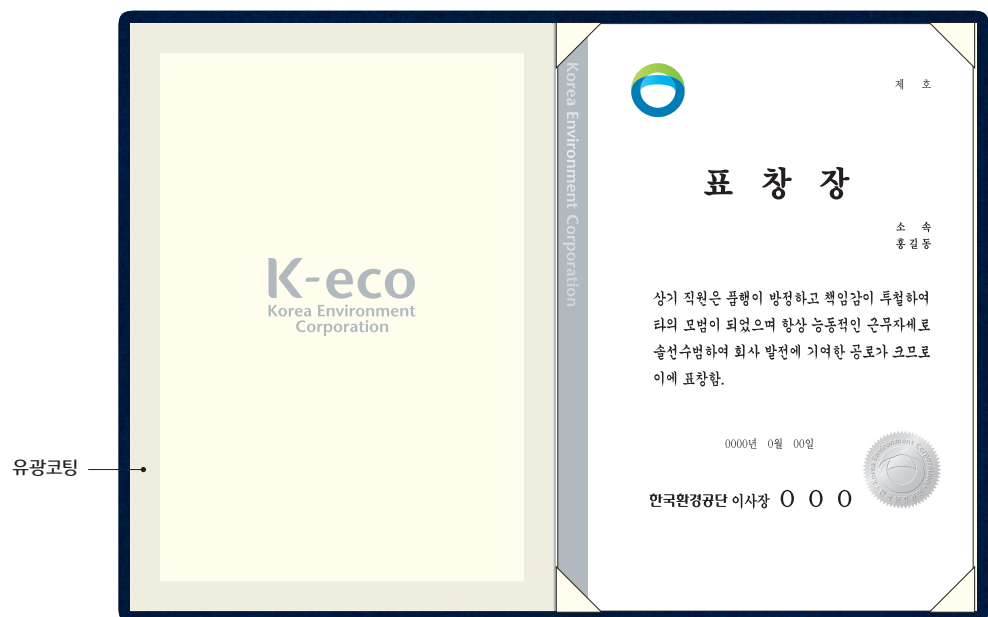 유광코팅
K-eco
Korea Environment
Corporation
Korea Environment Corporation
제 호
표 창 장
소 속
홍길동
상기 직원은 품행이 방정하고 책임감이 투철하여
타의 모범이 되었으며 항상 능동적인 근무자세로
솔선수범하여 회사 발전에 기여한 공로가 크므로
이에 표창함.
0000년 0월 00일
한국환경공단 이사장 O O O
Korea Environment Corporation